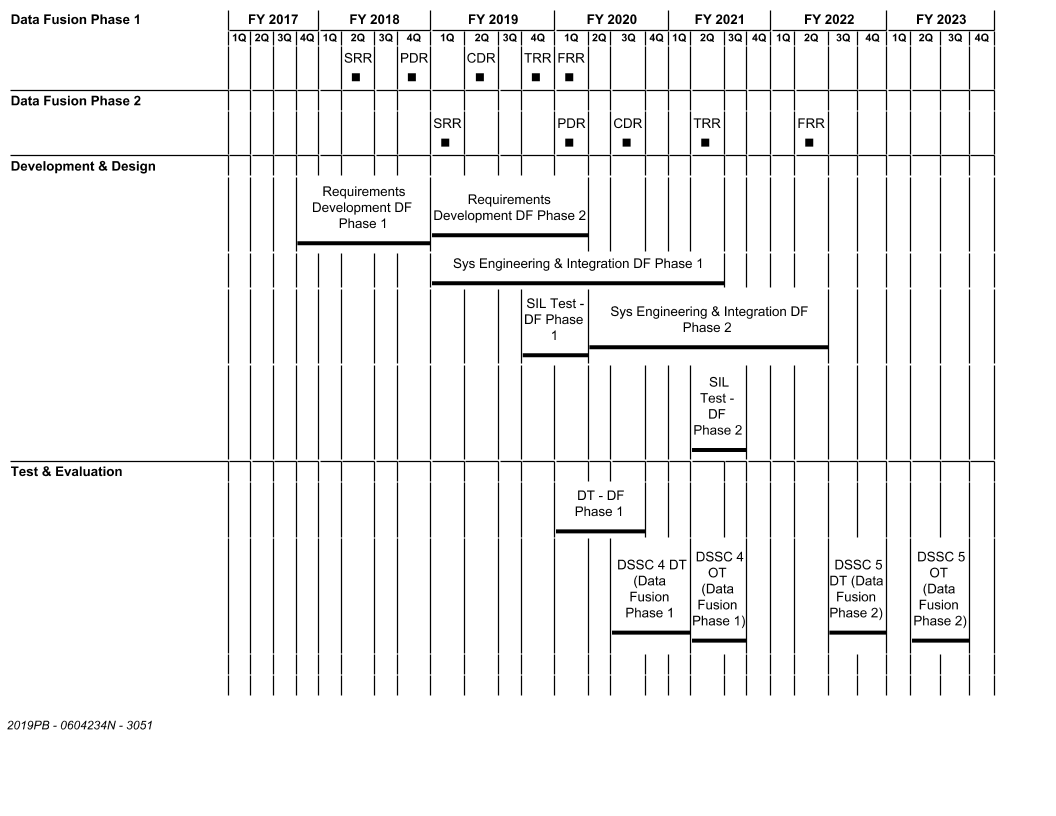 Data Fusion Phase 1 FY 2017 FY 2018 FY 2019 FY 2020 FY 2021 FY 2022 FY 2023
1Q 2Q 3Q 4Q 1Q 2Q 3Q 4Q 1Q 2Q 3Q 4Q 1Q 2Q 3Q 4Q 1Q 2Q 3Q 4Q 1Q 2Q 3Q 4Q 1Q 2Q 3Q 4Q
SRR PDR CDR TRR FRR
Data Fusion Phase 2
SRR PDR CDR TRR FRR
Development & Design
Requirements
Development DF
Phase 1
Requirements
Development DF Phase 2
Sys Engineering & Integration DF Phase 1
SIL Test -
DF Phase
1
Sys Engineering & Integration DF
Phase 2
SIL
Test -
DF
Phase 2
Test & Evaluation
DT - DF
Phase 1
DSSC 4 DT
(Data
Fusion
Phase 1
DSSC 4
OT
(Data
Fusion
Phase 1)
DSSC 5
DT (Data
Fusion
Phase 2)
DSSC 5
OT
(Data
Fusion
Phase 2)
2019PB - 0604234N - 3051